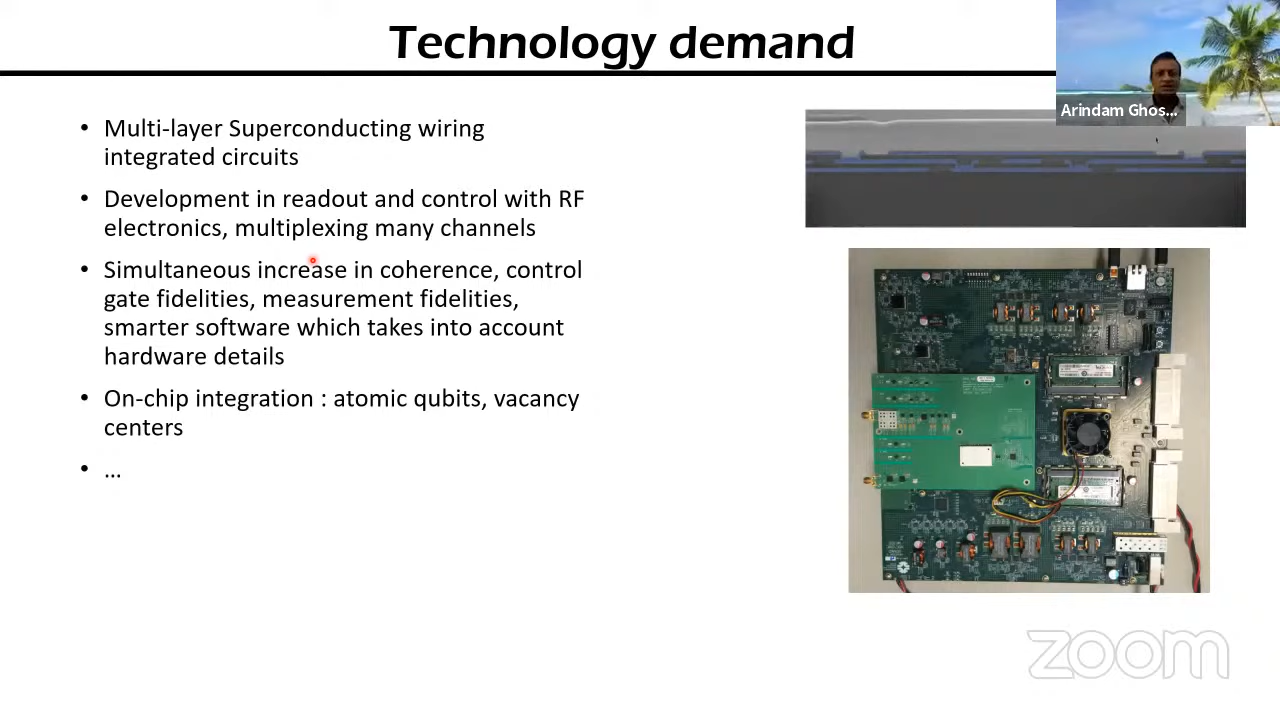 Technology demand
Arindam Ghos...
• Multi-layer Superconducting wiring
integrated circuits
• Development in readout and control with RF
electronics, multiplexing many channels
• Simultaneous increase in coherence, control
gate fidelities, measurement fidelities,
smarter software which takes into account
hardware details
• On-chip integration : atomic qubits, vacancy
centers
• ...
zoom